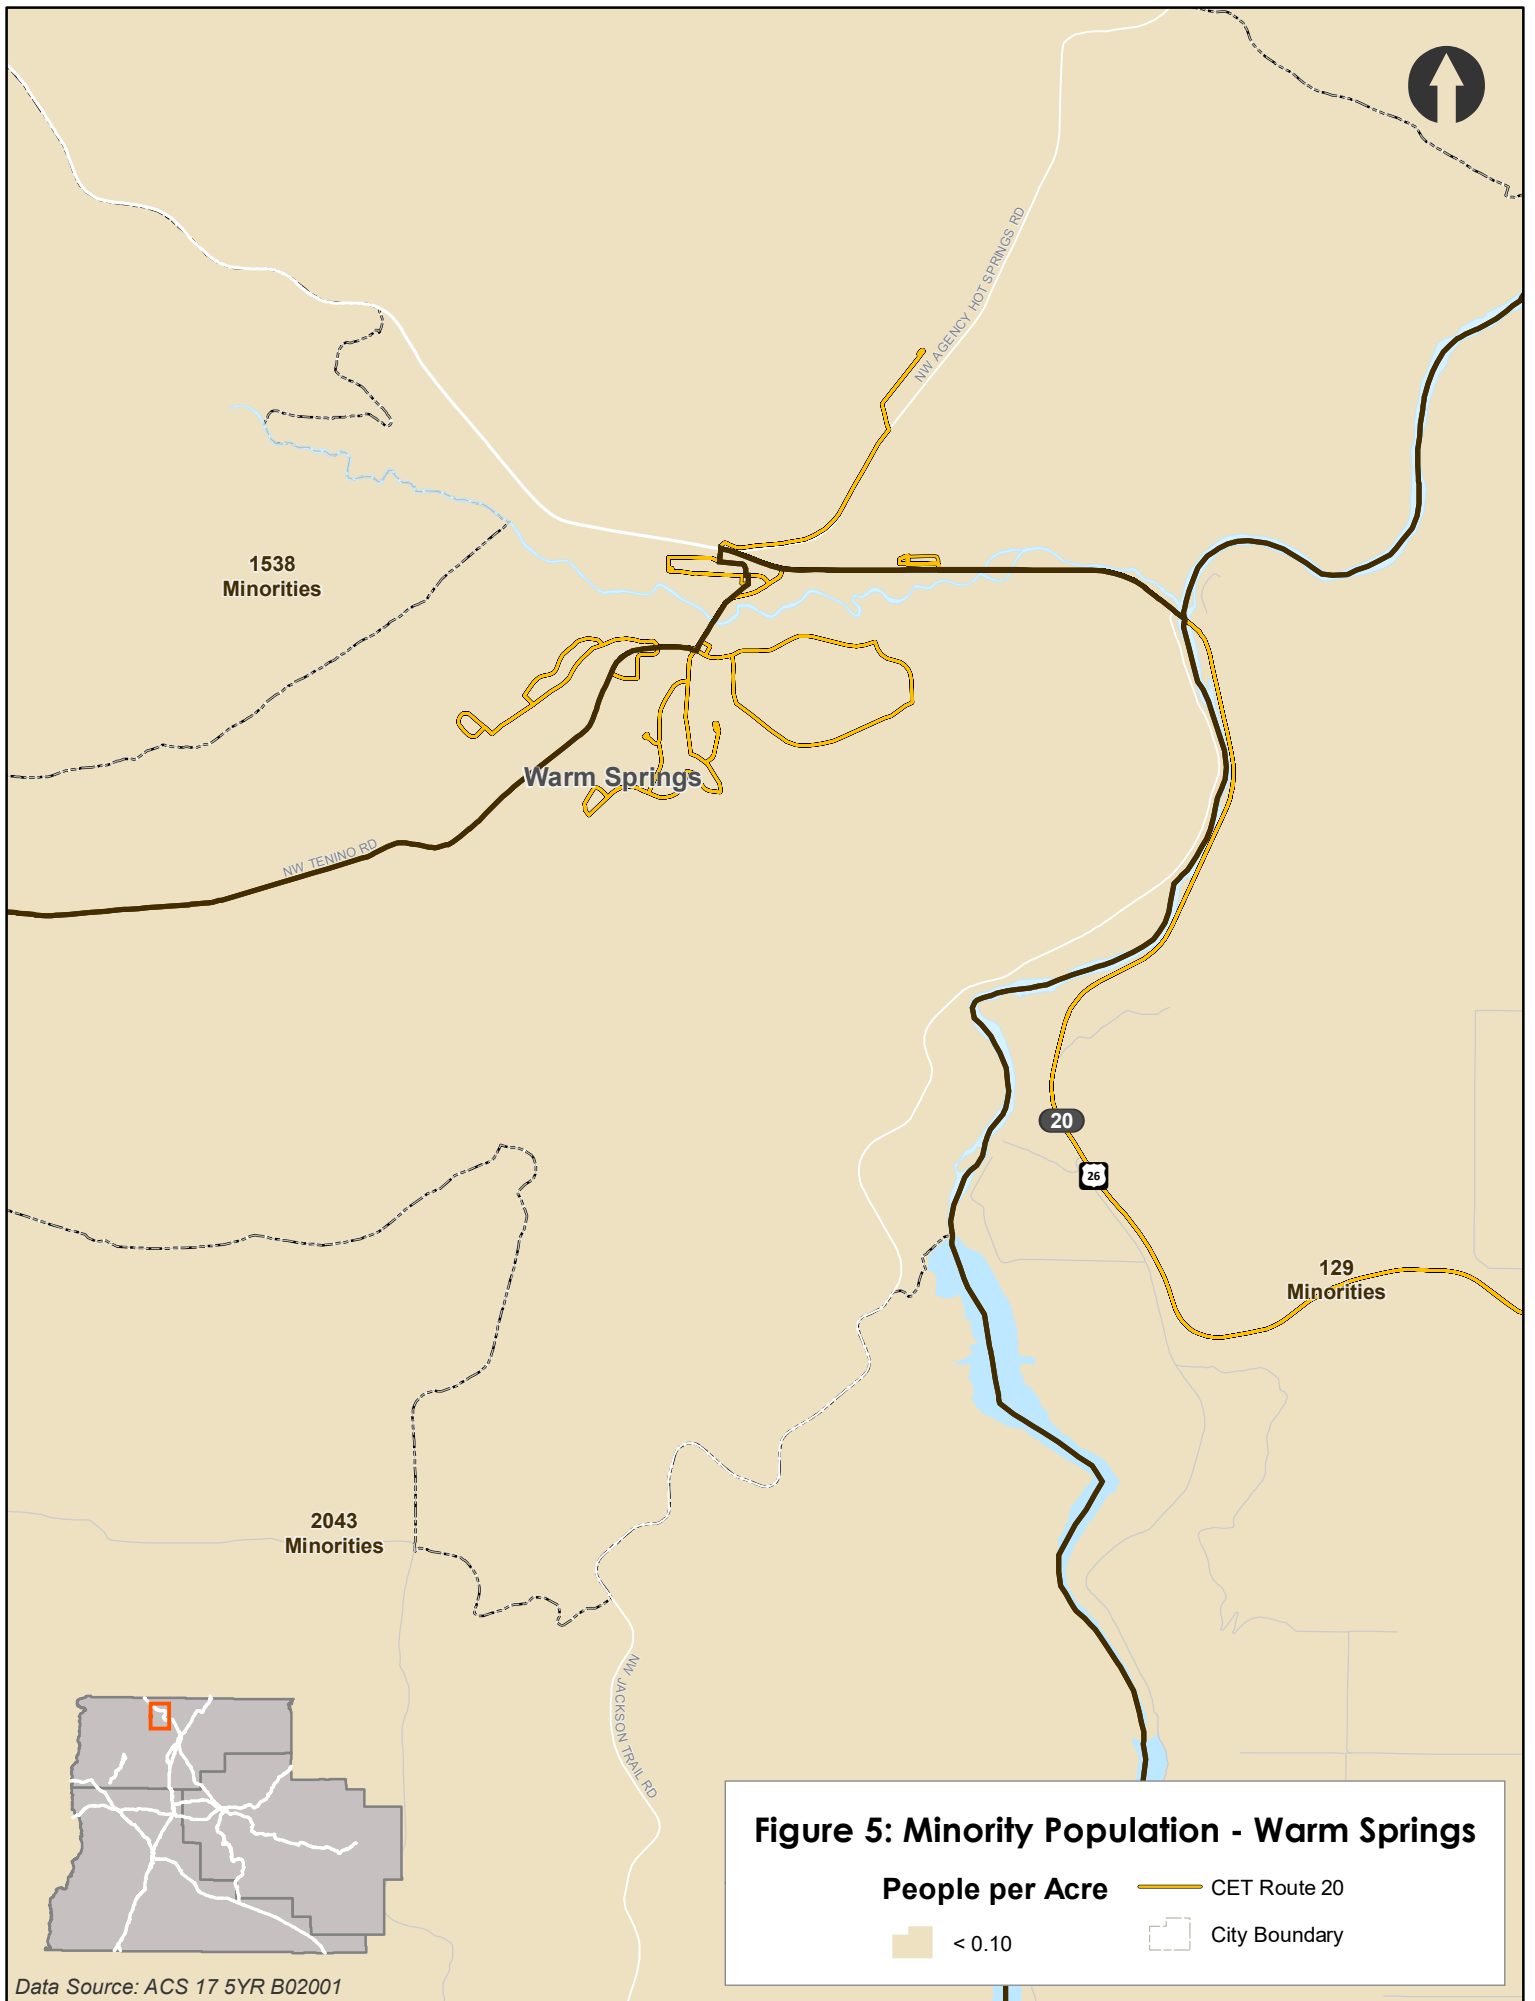 NW AGENCY HOT SPRINGS RD
1538
Minorities
Warm Springs
NW TENINO RD
20
26
129
Minorities
2043
Minorities
NW JACKSON TRAIL RD
Figure 5: Minority Population - Warm Springs
People per Acre
CET Route 20
< 0.10
City Boundary
Data Source: ACS 17 5YR B02001